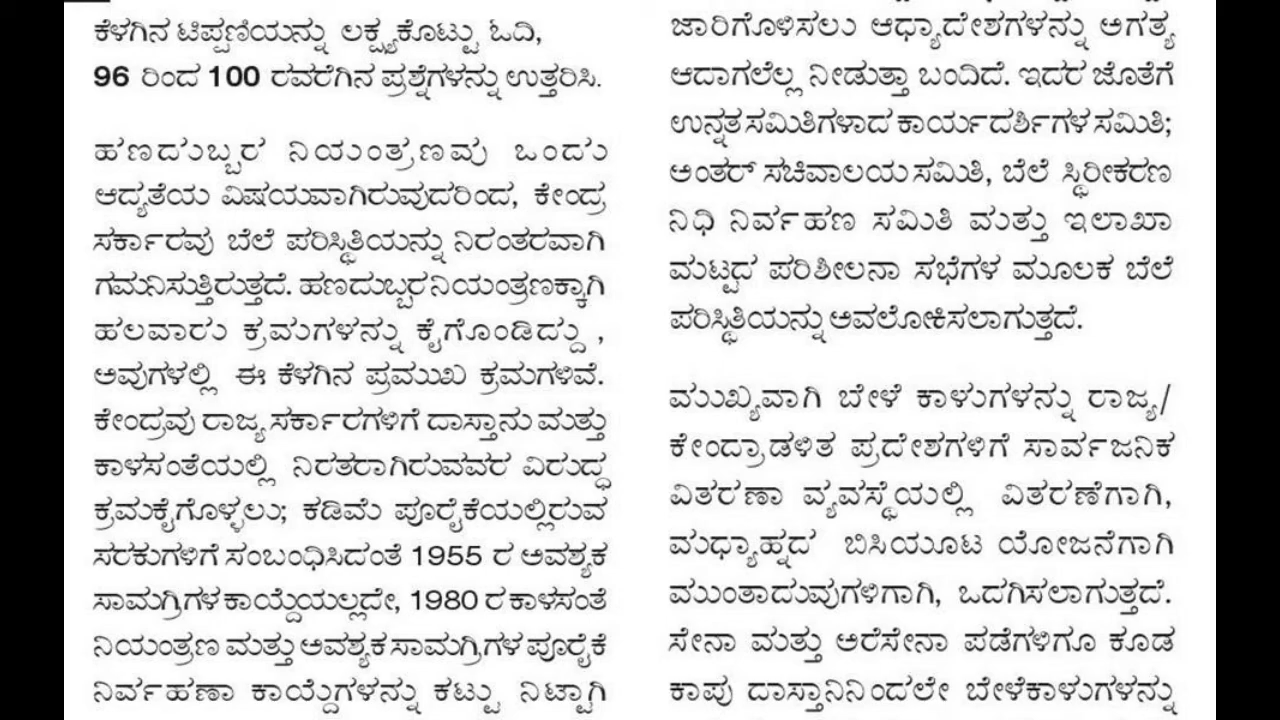 ಕೆಳಗಿನ ಟಿಪ್ಪಣಿಯನ್ನು ಲಕ್ಷ್ಯಕೊಟ್ಟು ಓದಿ,
96 ರಿಂದ 100 ರವರೆಗಿನ ಪ್ರಶ್ನೆಗಳನ್ನು ಉತ್ತರಿಸಿ.
ಹಣದುಬ್ಬರ ನಿಯಂತ್ರಣವು ಒಂದು
ಆದ್ಯತೆಯ ವಿಷಯವಾಗಿರುವುದರಿಂದ, ಕೇಂದ್ರ
ಸರ್ಕಾರವು ಬೆಲೆ ಪರಿಸ್ಥಿತಿಯನ್ನು ನಿರಂತರವಾಗಿ
ಗಮನಿಸುತ್ತಿರುತ್ತದೆ. ಹಣದುಬ್ಬರ ನಿಯಂತ್ರಣಕ್ಕಾಗಿ
ಹಲವಾರು ಕ್ರಮಗಳನ್ನು ಕೈಗೊಂಡಿದ್ದು,
ಅವುಗಳಲ್ಲಿ ಈ ಕೆಳಗಿನ ಪ್ರಮುಖ ಕ್ರಮಗಳಿವೆ.
ಕೇಂದ್ರವು ರಾಜ್ಯ ಸರ್ಕಾರಗಳಿಗೆ ದಾಸ್ತಾನು ಮತ್ತು
ಕಾಳಸಂತೆಯಲ್ಲಿ ನಿರತರಾಗಿರುವವರ ವಿರುದ್ಧ
ಕ್ರಮಕೈಗೊಳ್ಳಲು; ಕಡಿಮೆ ಪೂರೈಕೆಯಲ್ಲಿರುವ
ಸರಕುಗಳಿಗೆ ಸಂಬಂಧಿಸಿದಂತೆ 1955 ರ ಅವಶ್ಯಕ
ಸಾಮಗ್ರಿಗಳ ಕಾಯ್ದೆಯಲ್ಲದೇ, 1980 ರ ಕಾಳಸಂತೆ
ನಿಯಂತ್ರಣ ಮತ್ತು ಅವಶ್ಯಕ ಸಾಮಗ್ರಿಗಳ ಪೂರೈಕೆ
ನಿರ್ವಹಣಾ ಕಾಯ್ದೆಗಳನ್ನು ಕಟ್ಟು ನಿಟ್ಟಾಗಿ
ಜಾರಿಗೊಳಿಸಲು ಆಧ್ಯಾದೇಶಗಳನ್ನು ಅಗತ್ಯ
ಆದಾಗಲೆಲ್ಲ ನೀಡುತ್ತಾ ಬಂದಿದೆ. ಇದರ ಜೊತೆಗೆ
ಉನ್ನತ ಸಮಿತಿಗಳಾದ ಕಾರ್ಯದರ್ಶಿಗಳ ಸಮಿತಿ;
ಅಂತರ್ ಸಚಿವಾಲಯ ಸಮಿತಿ, ಬೆಲೆ ಸ್ಥಿರೀಕರಣ
ನಿಧಿ ನಿರ್ವಹಣ ಸಮಿತಿ ಮತ್ತು ಇಲಾಖಾ
ಮಟ್ಟದ ಪರಿಶೀಲನಾ ಸಭೆಗಳ ಮೂಲಕ ಬೆಲೆ
ಪರಿಸ್ಥಿತಿಯನ್ನು ಅವಲೋಕಿಸಲಾಗುತ್ತದೆ.
ಮುಖ್ಯವಾಗಿ ಬೇಳೆ ಕಾಳುಗಳನ್ನು ರಾಜ್ಯ/
ಕೇಂದ್ರಾಡಳಿತ ಪ್ರದೇಶಗಳಿಗೆ ಸಾರ್ವಜನಿಕ
ವಿತರಣಾ ವ್ಯವಸ್ಥೆಯಲ್ಲಿ ವಿತರಣೆಗಾಗಿ,
ಮಧ್ಯಾಹ್ನದ ಬಿಸಿಯೂಟ ಯೋಜನೆಗಾಗಿ
ಮುಂತಾದುವುಗಳಿಗಾಗಿ, ಒದಗಿಸಲಾಗುತ್ತದೆ.
ಸೇನಾ ಮತ್ತು ಅರೆಸೇನಾ ಪಡೆಗಳಿಗೂ ಕೂಡ
ಕಾಪು ದಾಸ್ತಾನಿನಿಂದಲೇ ಬೇಳೆಕಾಳುಗಳನ್ನು